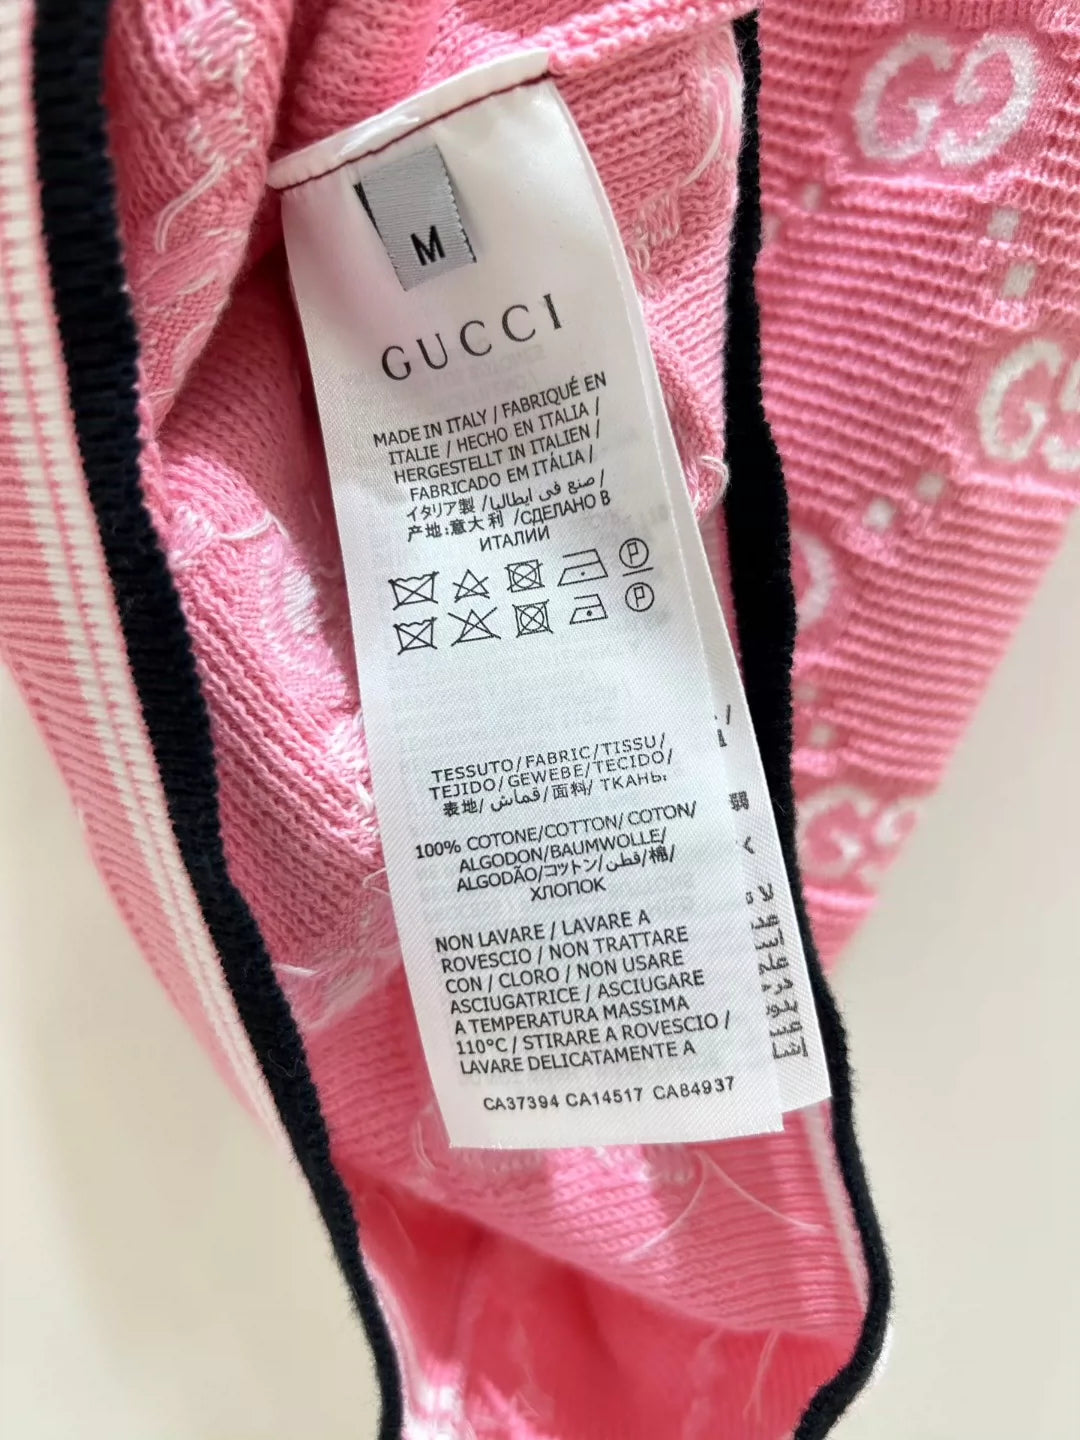 M
GUCCI
MADE IN ITALY / FABRIQUÉ EN
ITALIE / HECHO EN ITALIA /
HERGESTELLT IN ITALIEN /
FABRICADO EM ITÁLIA /
イタリア製 / صنع في ايطاليا /
产地:意大利 /СДЕЛАНО В
ИТАЛИИ
P
P
TESSUTO/FABRIC/TISSU/
TEJIDO/GEWEBE/TECIDO/
表地/ قماش /面料/ ТКАНЬ:
100% COTONE/COTTON/COTON/
ALGODON/BAUMWOLLE/
ALGODÃO/コットン/قطن/棉/
ХЛОПОК
NON LAVARE / LAVARE A
ROVESCIO / NON TRATTARE
CON / CLORO / NON USARE
ASCIUGATRICE / ASCIUGARE
A TEMPERATURA MASSIMA
110°C / STIRARE A ROVESCIO /
LAVARE DELICATAMENTE A
CA37394 CA14517 CA84937
GG
GG